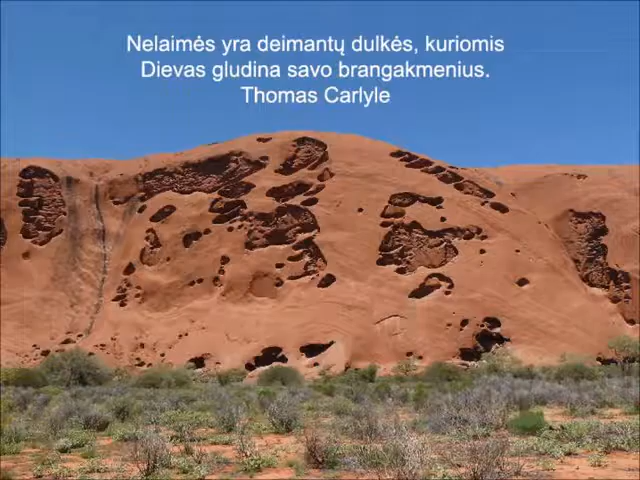 Nelaimės yra deimantų dulkės, kuriomis
Dievas gludina savo brangakmenius.
Thomas Carlyle